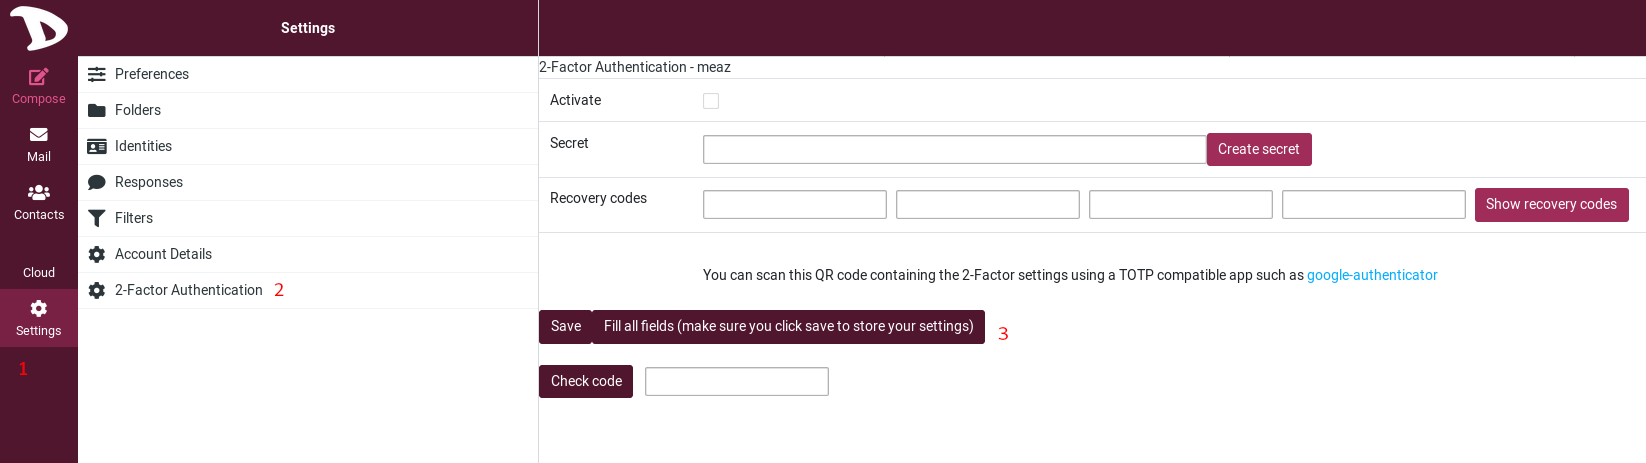 Settings
Compose
Mail
Contacts
Cloud
Settings
1
Preferences
Folders
Identities
Responses
Filters
Account Details
2-Factor Authentication 2
2-Factor Authentication - meaz
Activate
Secret Create secret
Recovery codes Show recovery codes
You can scan this QR code containing the 2-Factor settings using a TOTP compatible app such as google-authenticator
Save Fill all fields (make sure you click save to store your settings) 3
Check code